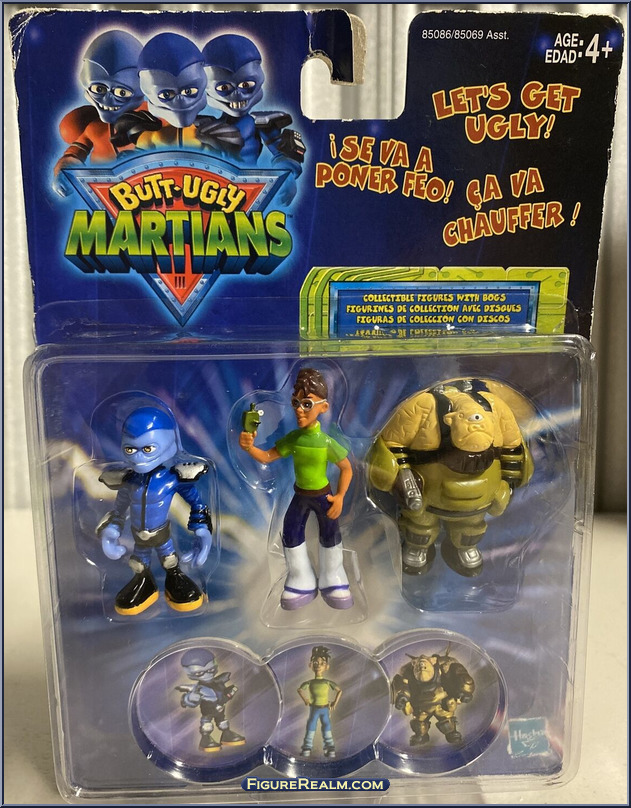 85086/85069 Asst.
AGE:
EDAD: 4+
LET'S GET
UGLY!
¡SE VA A
PONER FEO!
ÇA VA
CHAUFFER !
BUTT-UGLY
MARTIANS
COLLECTIBLE FIGURES WITH BOGS
FIGURINES DE COLLECTION AVEC DISQUES
FIGURAS DE COLECCIÓN CON DISCOS
Hasbro
FIGUREREALM.COM